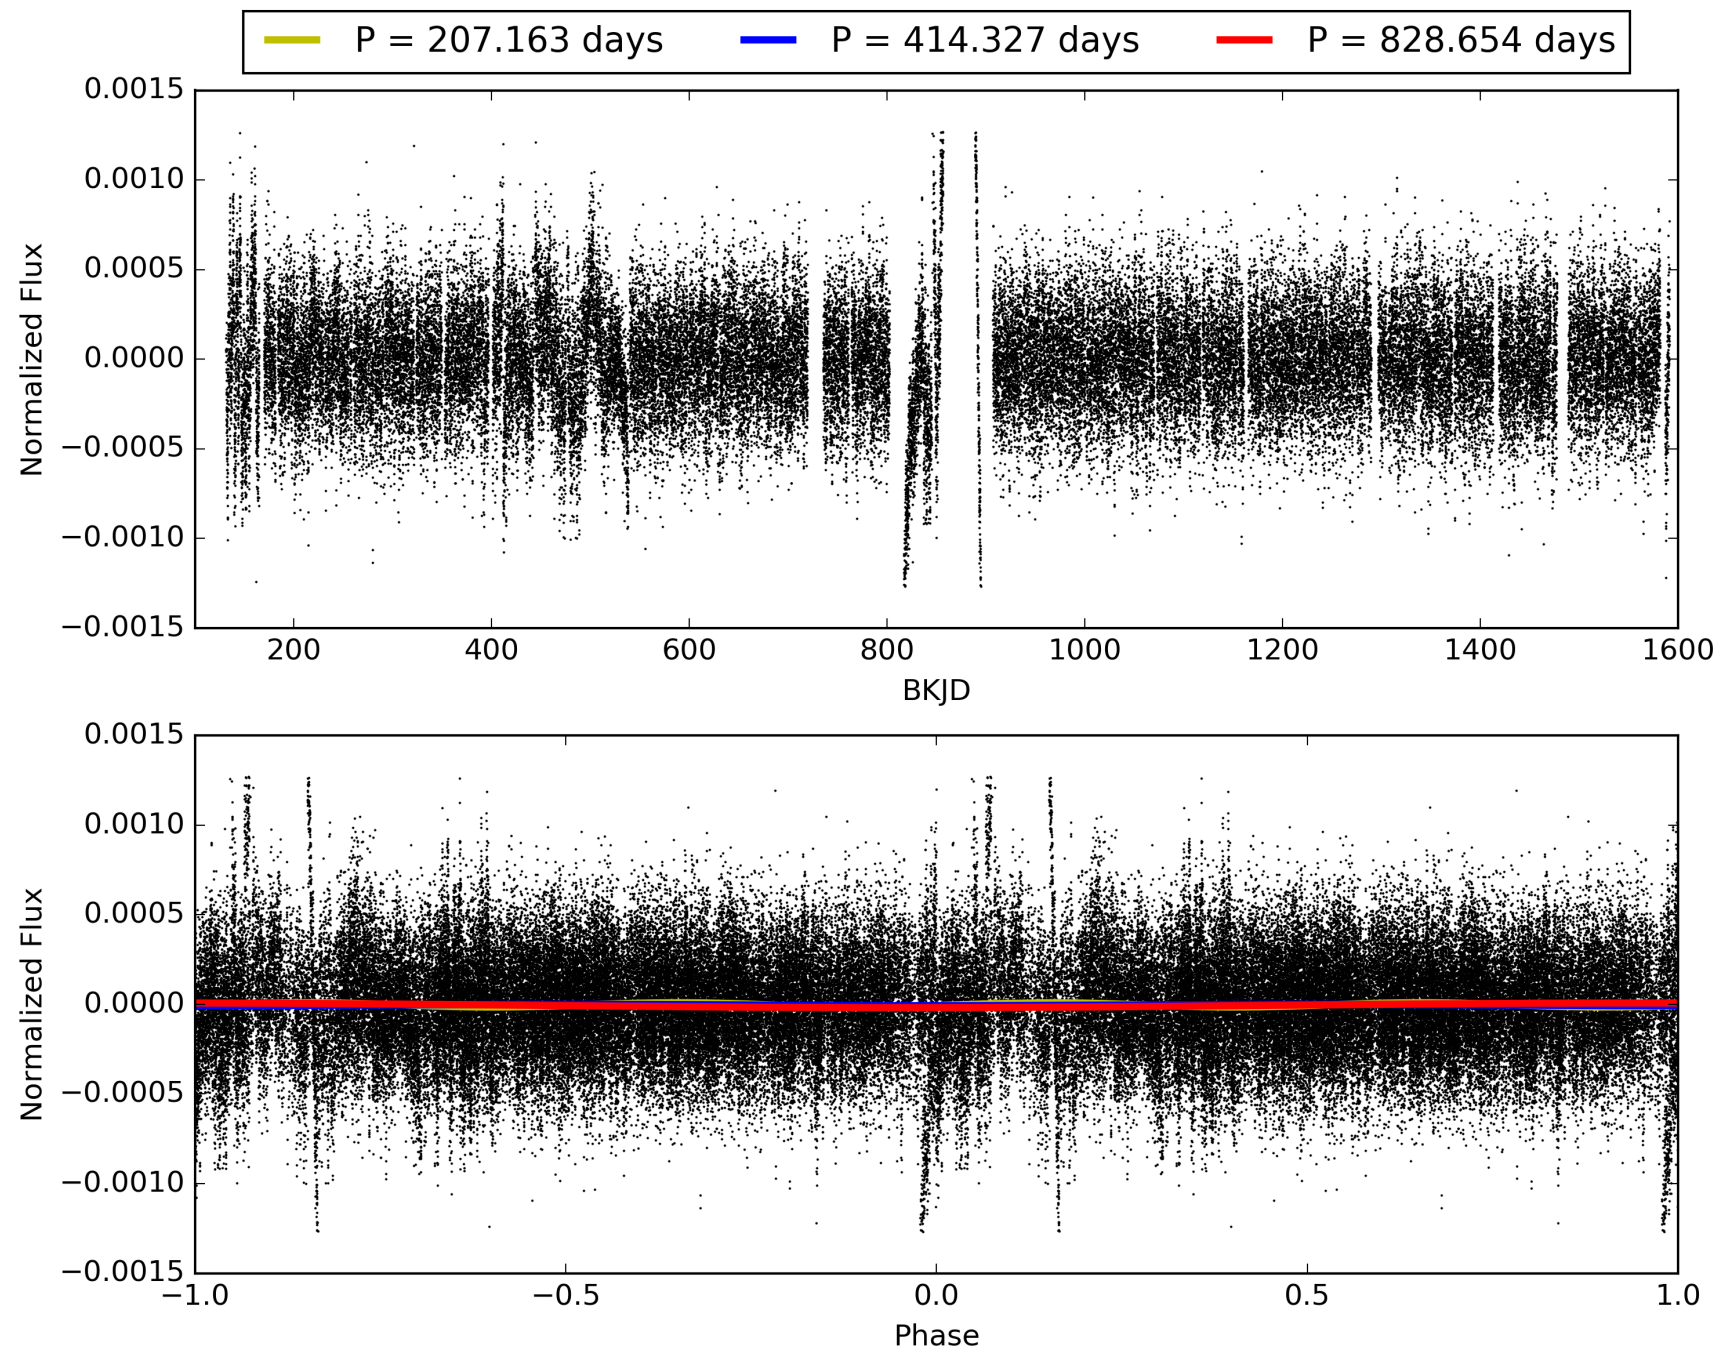 P = 207.163 days P = 414.327 days P = 828.654 days
0.0015
0.0010
0.0005
0.0000
−0.0005
−0.0010
−0.0015
Normalized Flux
200 400 600 800 1000 1200 1400 1600
BKJD
0.0015
0.0010
0.0005
0.0000
−0.0005
−0.0010
−0.0015
Normalized Flux
−1.0 −0.5 0.0 0.5 1.0
Phase